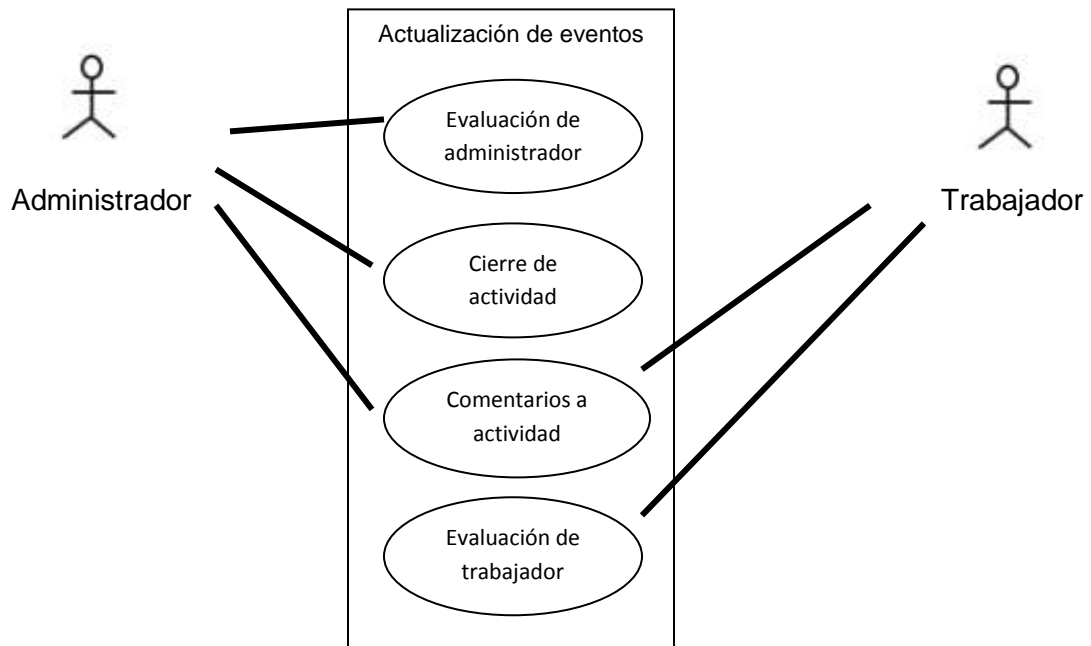 Actualización de eventos
Evaluación de
administrador
Administrador
Trabajador
Cierre de
actividad
Comentarios a
actividad
Evaluación de
trabajador